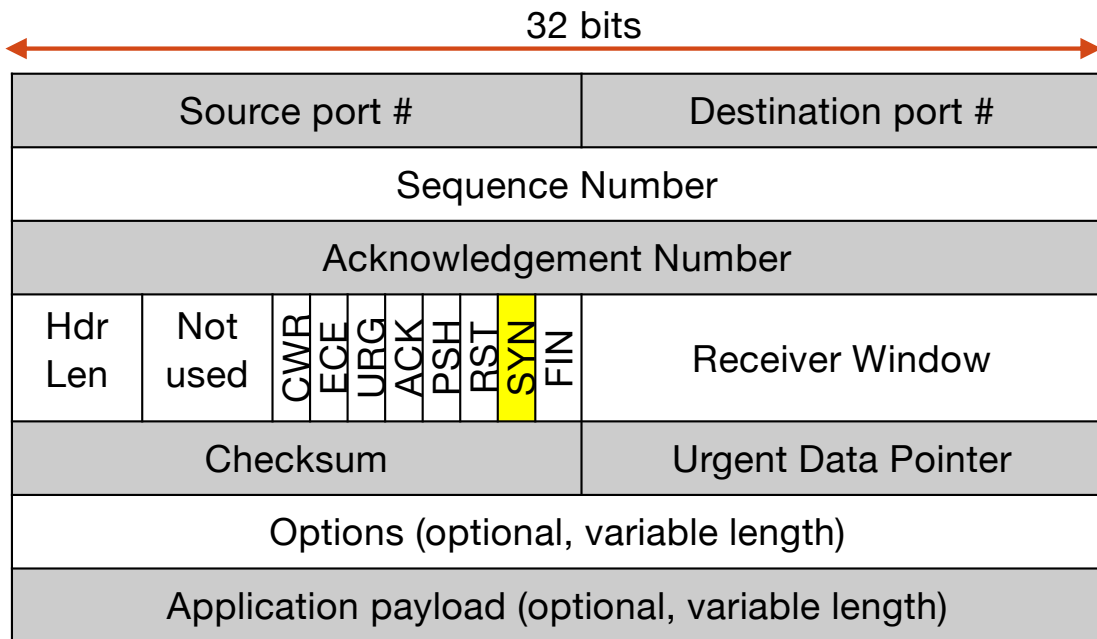 32 bits
Source port #
Destination port #
Sequence Number
Acknowledgement Number
Hdr
Len
Not
used
CWR
ECE
URG
ACK
PSH
RST
SYN
FIN
Receiver Window
Checksum
Urgent Data Pointer
Options (optional, variable length)
Application payload (optional, variable length)